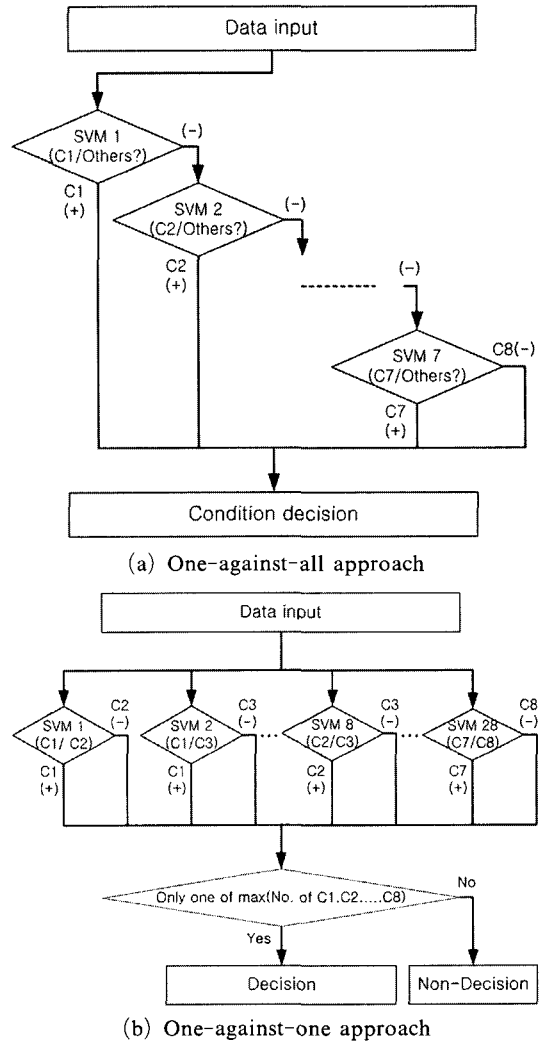 Data input
SVM 1
(C1/Others?)
(-)
C1
(+)
SVM 2
(C2/Others?)
(-)
C2
(+)
(-)
SVM 7
(C7/Others?)
C8(-)
C7
(+)
Condition decision
(a) One-against-all approach
Data input
SVM 1
(C1/ C2)
C2
(-)
C1
(+)
SVM 2
(C1/C3)
C3
(-)
C1
(+)
SVM 8
(C2/C3)
C3
(-)
C2
(+)
SVM 28
(C7/C8)
C8
(-)
C7
(+)
Only one of max(No. of C1.C2.....C8)
No
Yes
Decision
Non-Decision
(b) One-against-one approach